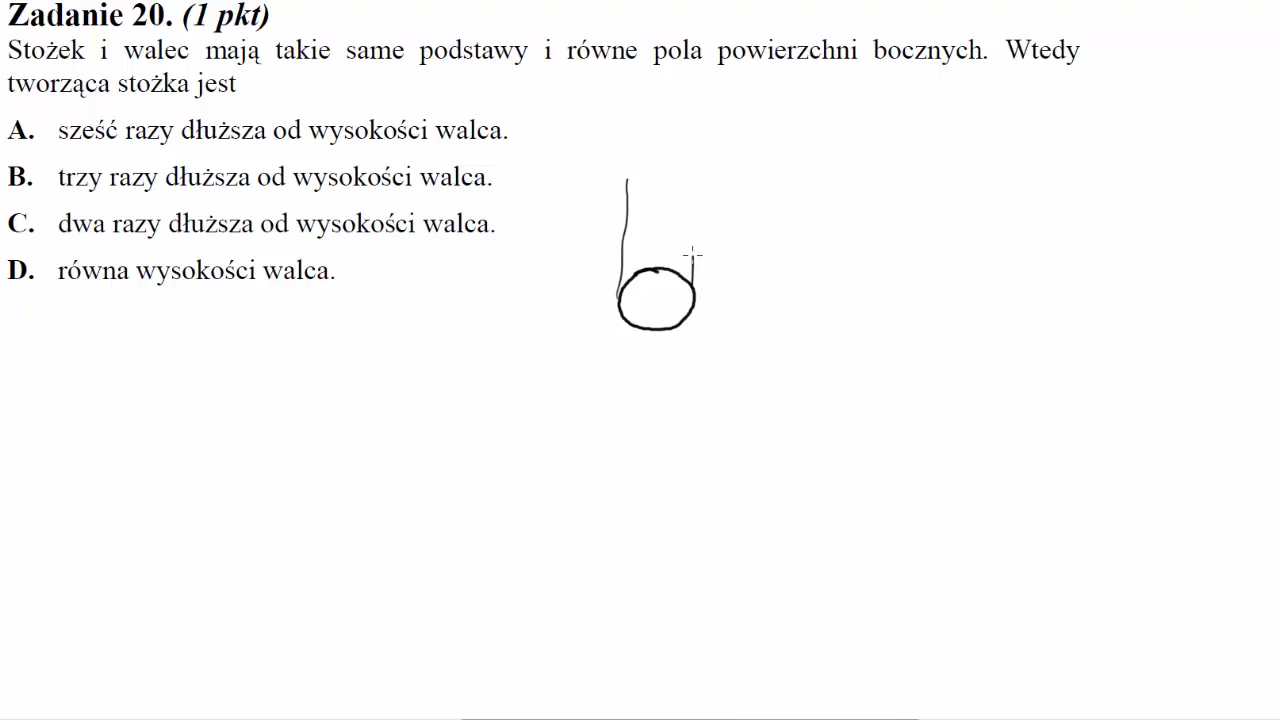 Zadanie 20. (1 pkt)
Stożek i walec mają takie same podstawy i równe pola powierzchni bocznych. Wtedy
tworząca stożka jest
A. sześć razy dłuższa od wysokości walca.
B. trzy razy dłuższa od wysokości walca.
C. dwa razy dłuższa od wysokości walca.
D. równa wysokości walca.